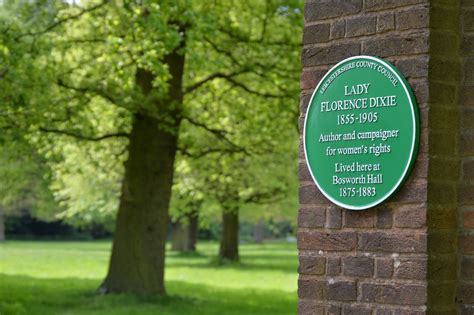 LEICESTERSHIRE COUNTY COUNCIL
LADY
FLORENCE DIXIE
1855-1905
Author and campaigner
for women's rights
Lived here at
Bosworth Hall
1875-1883